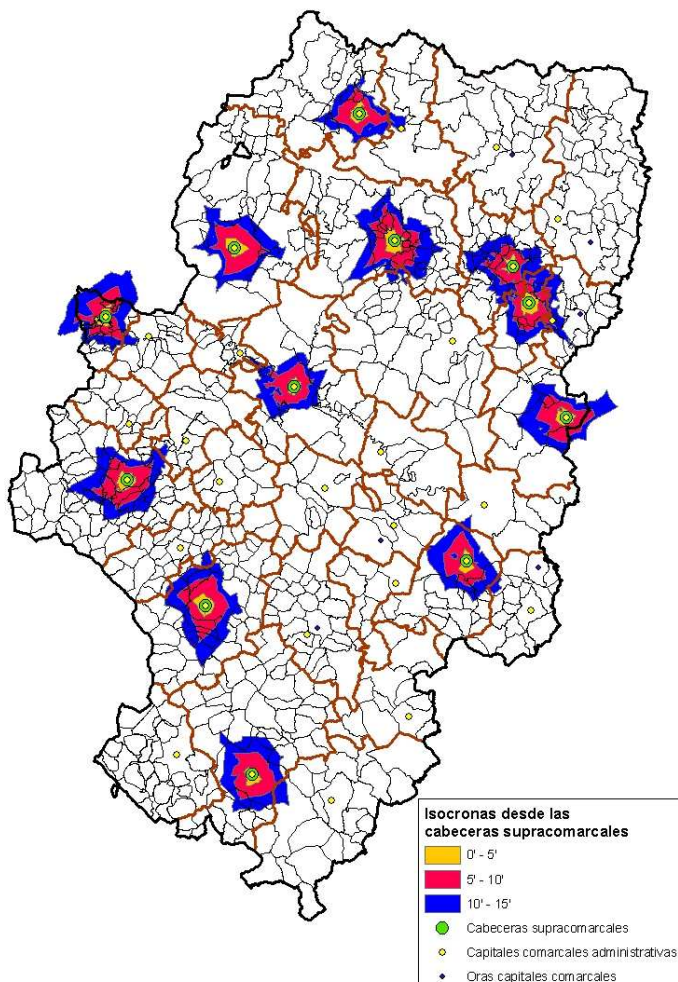 Isocronas desde las
cabeceras supracomarcales
0' - 5'
5' - 10'
10' - 15'
Cabeceras supracomarcales
Capitales comarcales administrativas
Oras capitales comarcales